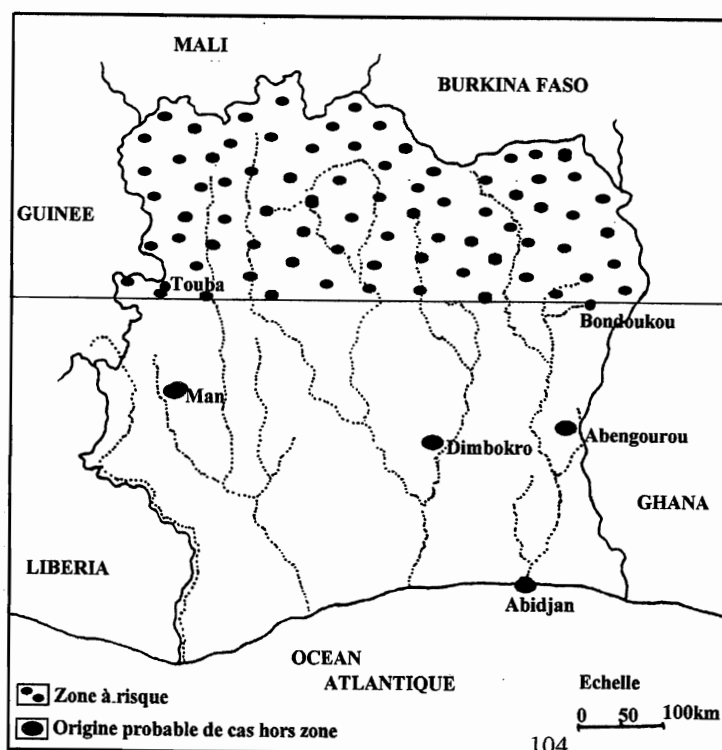 MALI
BURKINA FASO
GUINEE
Touba
Bondoukou
Man
Dimbokro
Abengourou
GHANA
LIBERIA
Abidjan
OCEAN
ATLANTIQUE
Echelle
Zone à risque
0 50 100km
Origine probable de cas hors zone
104